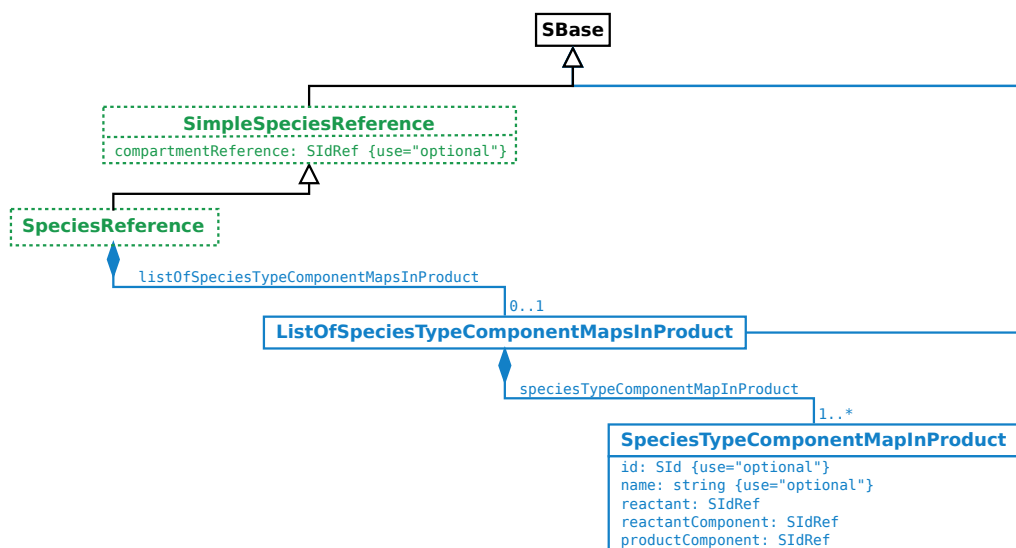 SBase
SimpleSpeciesReference
compartmentReference: SIdRef {use="optional"}
SpeciesReference
listOfSpeciesTypeComponentMapsInProduct
0..1
ListOfSpeciesTypeComponentMapsInProduct
speciesTypeComponentMapInProduct
1..*
SpeciesTypeComponentMapInProduct
id: SId {use="optional"}
name: string {use="optional"}
reactant: SIdRef
reactantComponent: SIdRef
productComponent: SIdRef